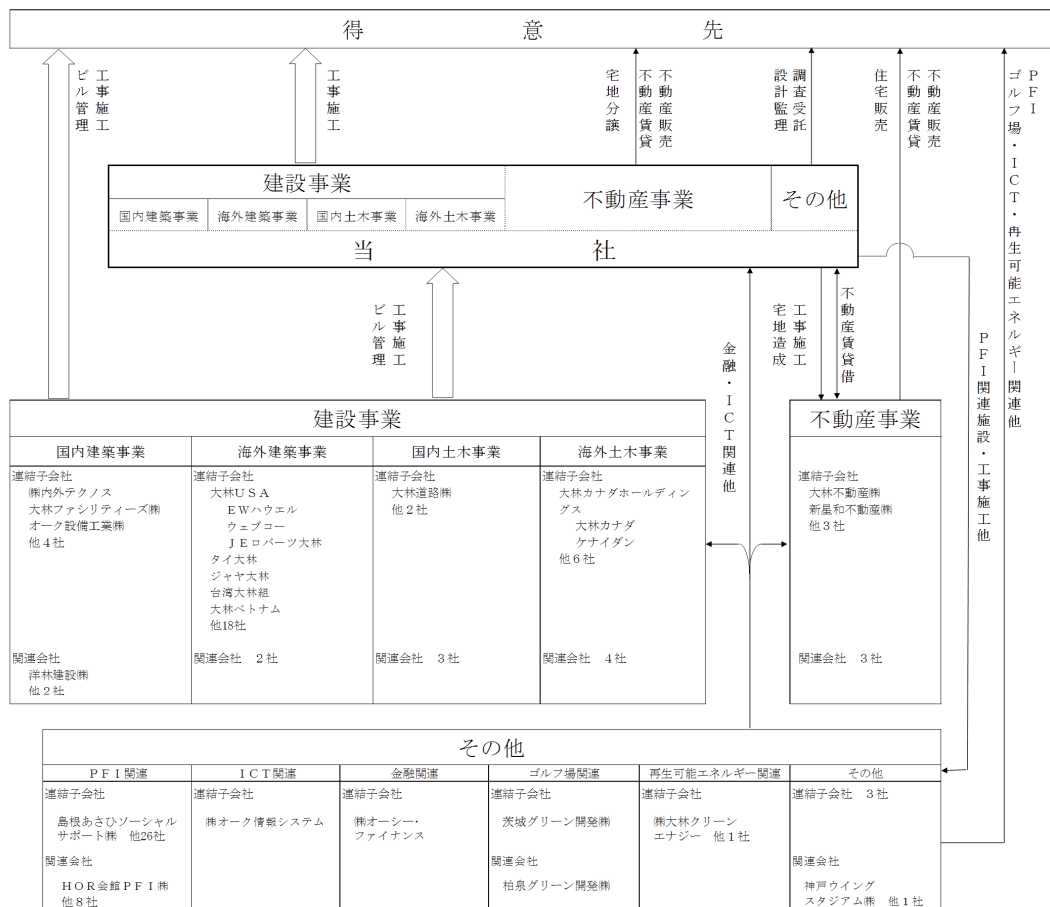 得意先
工事施工
ビル管理
工事施工
不動産販売
不動産賃貸
宅地分譲
調査受託
設計監理
不動産販売
不動産賃貸
住宅販売
ＰＦＩ
ゴルフ場・ＩＣＴ・再生可能エネルギー関連他
建設事業
不動産事業
その他
国内建築事業
海外建築事業
国内土木事業
海外土木事業
当社
工事施工
ビル管理
金融・ＩＣＴ関連他
工事施工
宅地造成
不動産賃貸借
ＰＦＩ関連施設・工事施工他
建設事業
国内建築事業
連結子会社
㈱内外テクノス
大林ファシリティーズ㈱
オーク設備工業㈱
他４社
関連会社
洋林建設㈱
他２社
海外建築事業
連結子会社
大林ＵＳＡ
ＥＷハウエル
ウェブコー
ＪＥロバーツ大林
タイ大林
ジャヤ大林
台湾大林組
大林ベトナム
他18社
関連会社　２社
国内土木事業
連結子会社
大林道路㈱
他２社
関連会社　３社
海外土木事業
連結子会社
大林カナダホールディン
グス
大林カナダ
ケナイダン
他６社
関連会社　４社
不動産事業
連結子会社
大林不動産㈱
新星和不動産㈱
他３社
関連会社　３社
その他
ＰＦＩ関連
連結子会社
島根あさひソーシャル
サポート㈱　他26社
関連会社
ＨＯＲ会館ＰＦＩ㈱
他８社
ＩＣＴ関連
連結子会社
㈱オーク情報システム
金融関連
連結子会社
㈱オーシー・
ファイナンス
ゴルフ場関連
連結子会社
茨城グリーン開発㈱
関連会社
柏泉グリーン開発㈱
再生可能エネルギー関連
連結子会社
㈱大林クリーン
エナジー　他１社
その他
連結子会社　３社
関連会社
神戸ウイング
スタジアム㈱　他１社